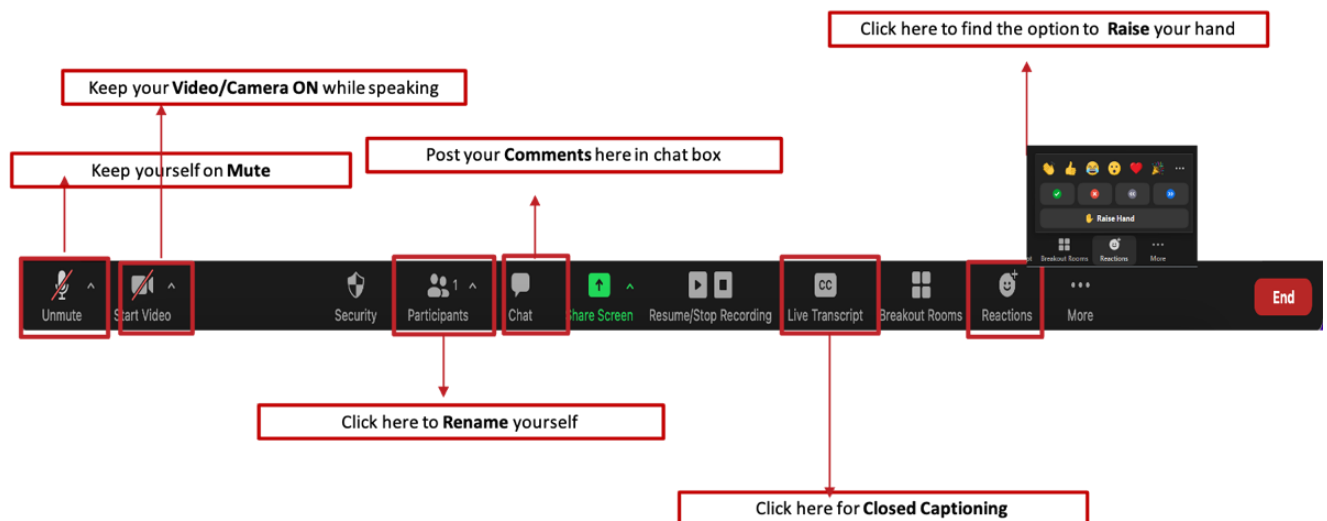 Click here to find the option to Raise your hand
Keep your Video/Camera ON while speaking
Post your Comments here in chat box
Keep yourself on Mute
Raise Hand
Breakout Rooms
Reactions
More
1
CC
Unmute
Start Video
Security
Participants
Chat
Share Screen
Resume/Stop Recording
Live Transcript
Breakout Rooms
Reactions
More
End
Click here to Rename yourself
Click here for Closed Captioning